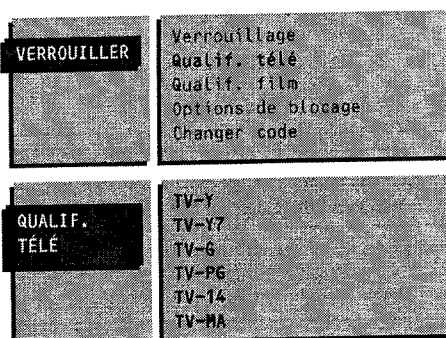 VERROUILLER
Verrouillage
Qualif. télé
Qualif. film
Options de blocage
Changer code
QUALIF.
TÉLÉ
TV-Y
TV-Y7
TV-G
TV-PG
TV-14
TV-MA